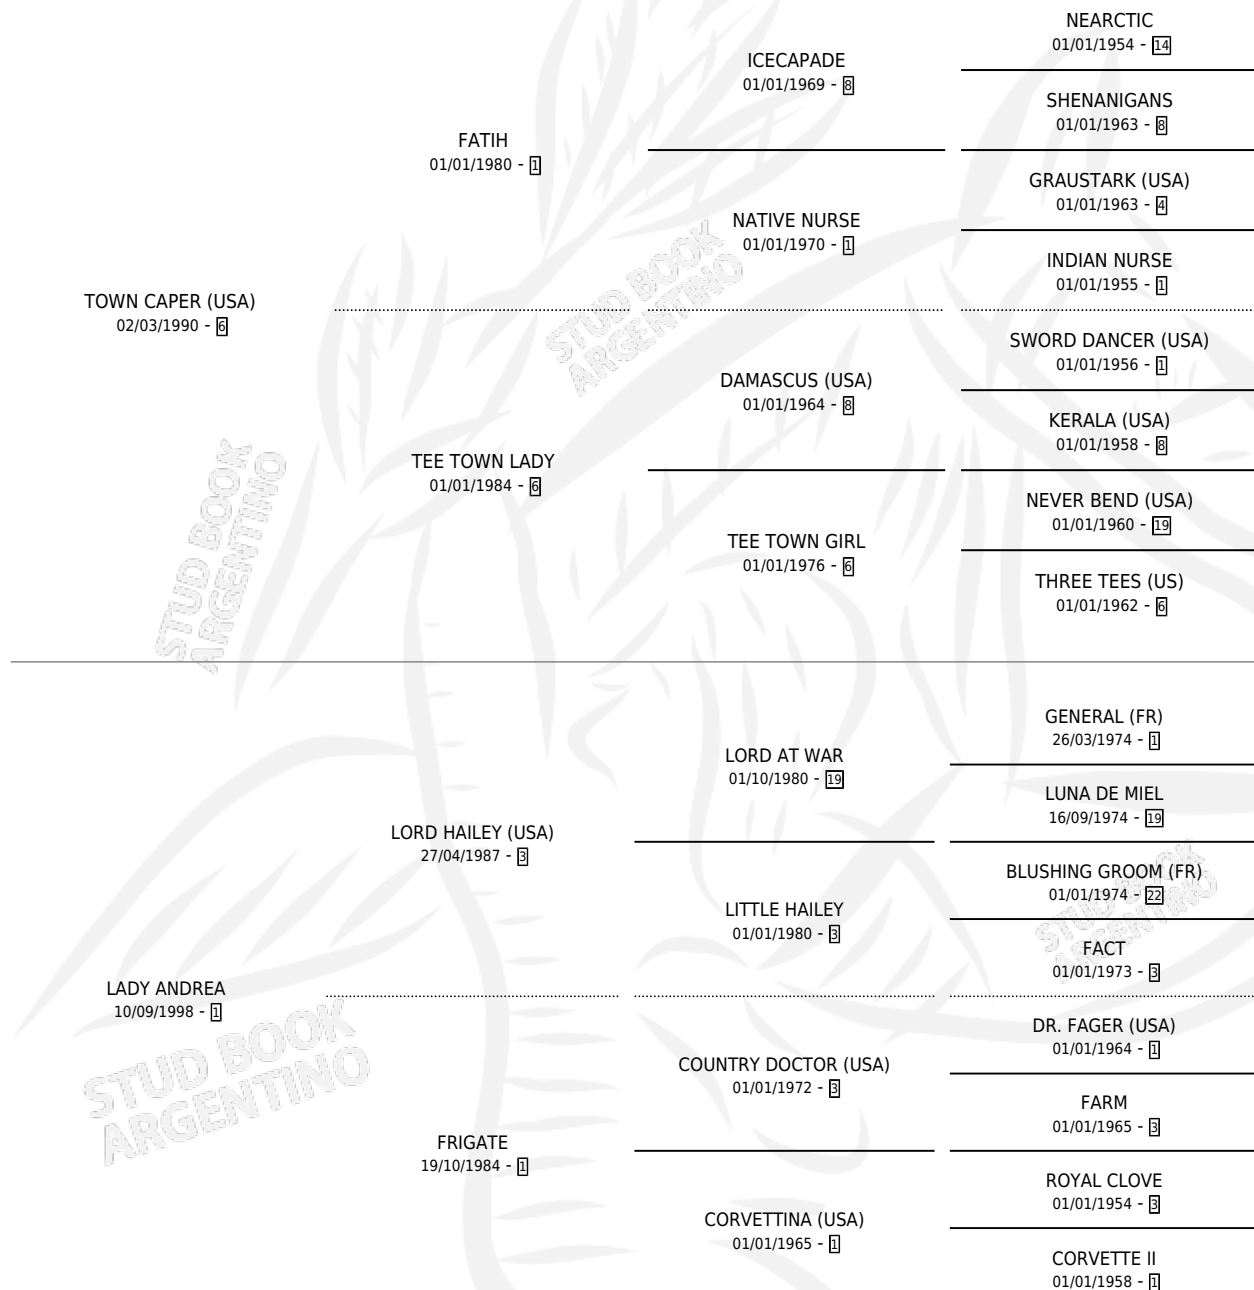 NEARCTIC
01/01/1954 - 14
ICECAPADE
01/01/1969 - 8
SHENANIGANS
01/01/1963 - 8
FATIH
01/01/1980 - 1
GRAUSTARK (USA)
01/01/1963 - 4
NATIVE NURSE
01/01/1970 - 1
INDIAN NURSE
01/01/1955 - 1
TOWN CAPER (USA)
02/03/1990 - 6
SWORD DANCER (USA)
01/01/1956 - 1
DAMASCUS (USA)
01/01/1964 - 8
KERALA (USA)
01/01/1958 - 8
TEE TOWN LADY
01/01/1984 - 6
NEVER BEND (USA)
01/01/1960 - 19
TEE TOWN GIRL
01/01/1976 - 6
THREE TEES (US)
01/01/1962 - 6
GENERAL (FR)
26/03/1974 - 1
LORD AT WAR
01/10/1980 - 19
LUNA DE MIEL
16/09/1974 - 19
LORD HAILEY (USA)
27/04/1987 - 3
BLUSHING GROOM (FR)
01/01/1974 - 22
LITTLE HAILEY
01/01/1980 - 3
FACT
01/01/1973 - 3
LADY ANDREA
10/09/1998 - 1
DR. FAGER (USA)
01/01/1964 - 1
COUNTRY DOCTOR (USA)
01/01/1972 - 3
FARM
01/01/1965 - 3
FRIGATE
19/10/1984 - 1
ROYAL CLOVE
01/01/1954 - 3
CORVETTINA (USA)
01/01/1965 - 1
CORVETTE II
01/01/1958 - 1
STUD BOOK
ARGENTINO
STUD BOOK
ARGENTINO
STUD BOOK
ARGENTINO
STUD BOOK
ARGENTINO